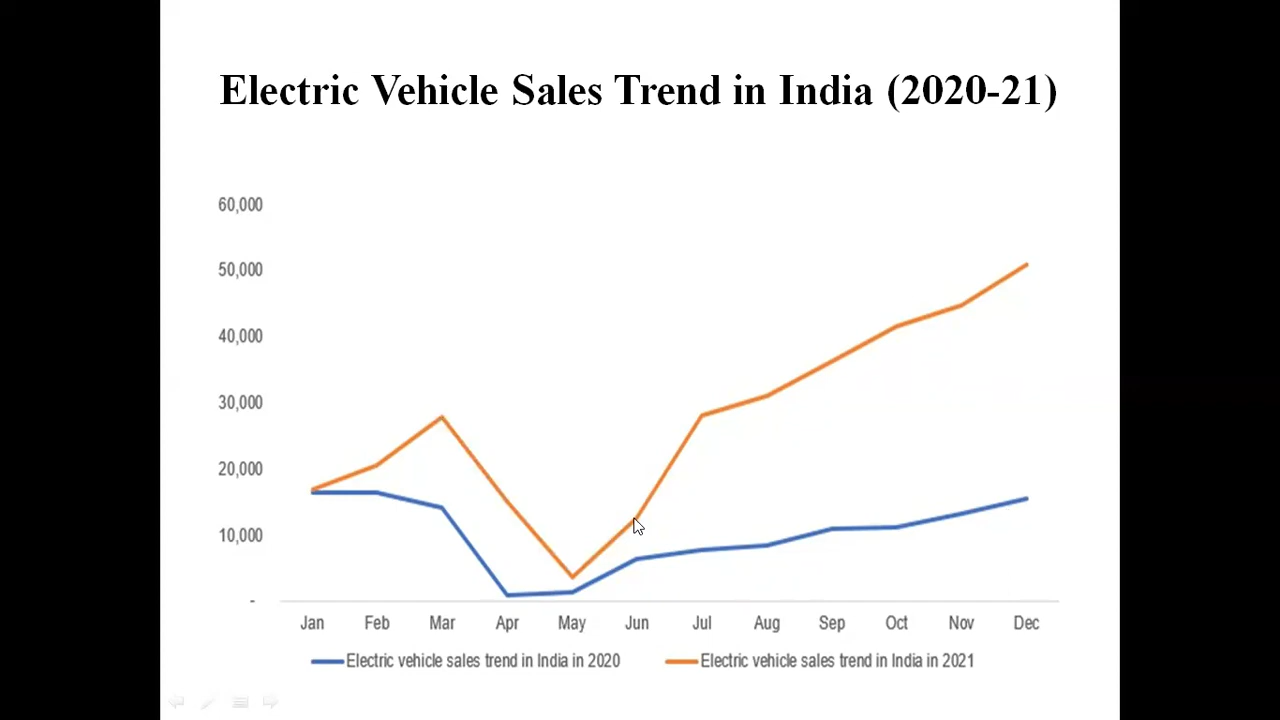 Electric Vehicle Sales Trend in India (2020-21)
60,000
50,000
40,000
30,000
20,000
10,000
-
Jan Feb Mar Apr May Jun Jul Aug Sep Oct Nov Dec
Electric vehicle sales trend in India in 2020 Electric vehicle sales trend in India in 2021